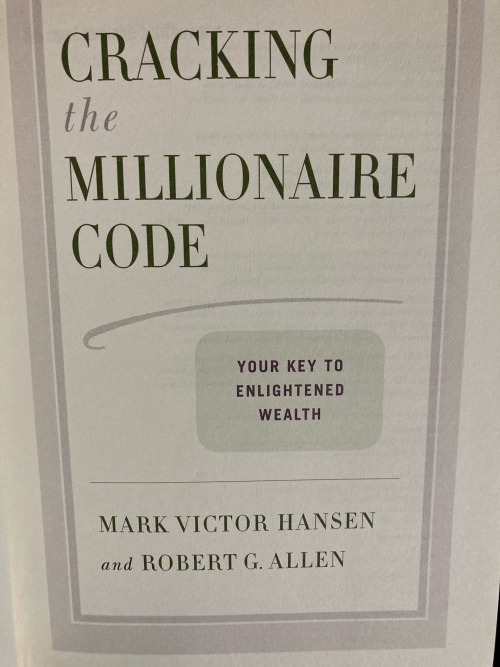 CRACKING
the
MILLIONAIRE
CODE
YOUR KEY TO
ENLIGHTENED
WEALTH
MARK VICTOR HANSEN
and ROBERT G. ALLEN